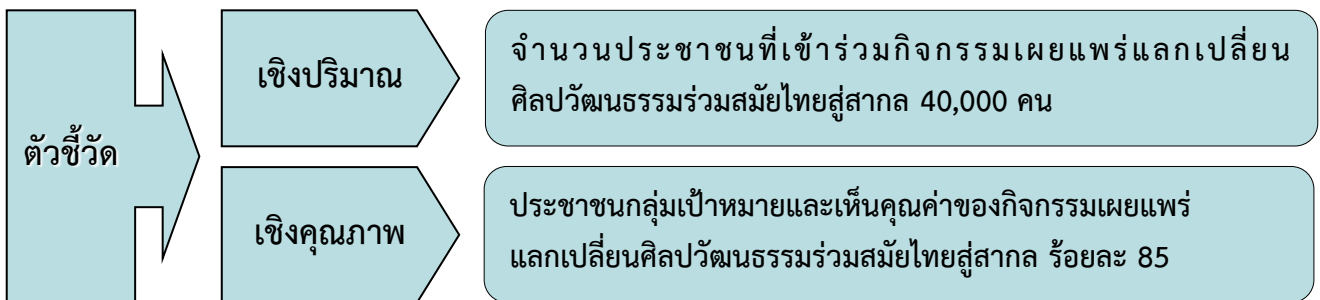 ตัวชี้วัด
เชิงปริมาณ
จำนวนประชาชนที่เข้าร่วมกิจกรรมเผยแพร่แลกเปลี่ยน
ศิลปวัฒนธรรมร่วมสมัยไทยสู่สากล 40,000 คน
เชิงคุณภาพ
ประชาชนกลุ่มเป้าหมายและเห็นคุณค่าของกิจกรรมเผยแพร่
แลกเปลี่ยนศิลปวัฒนธรรมร่วมสมัยไทยสู่สากล ร้อยละ 85